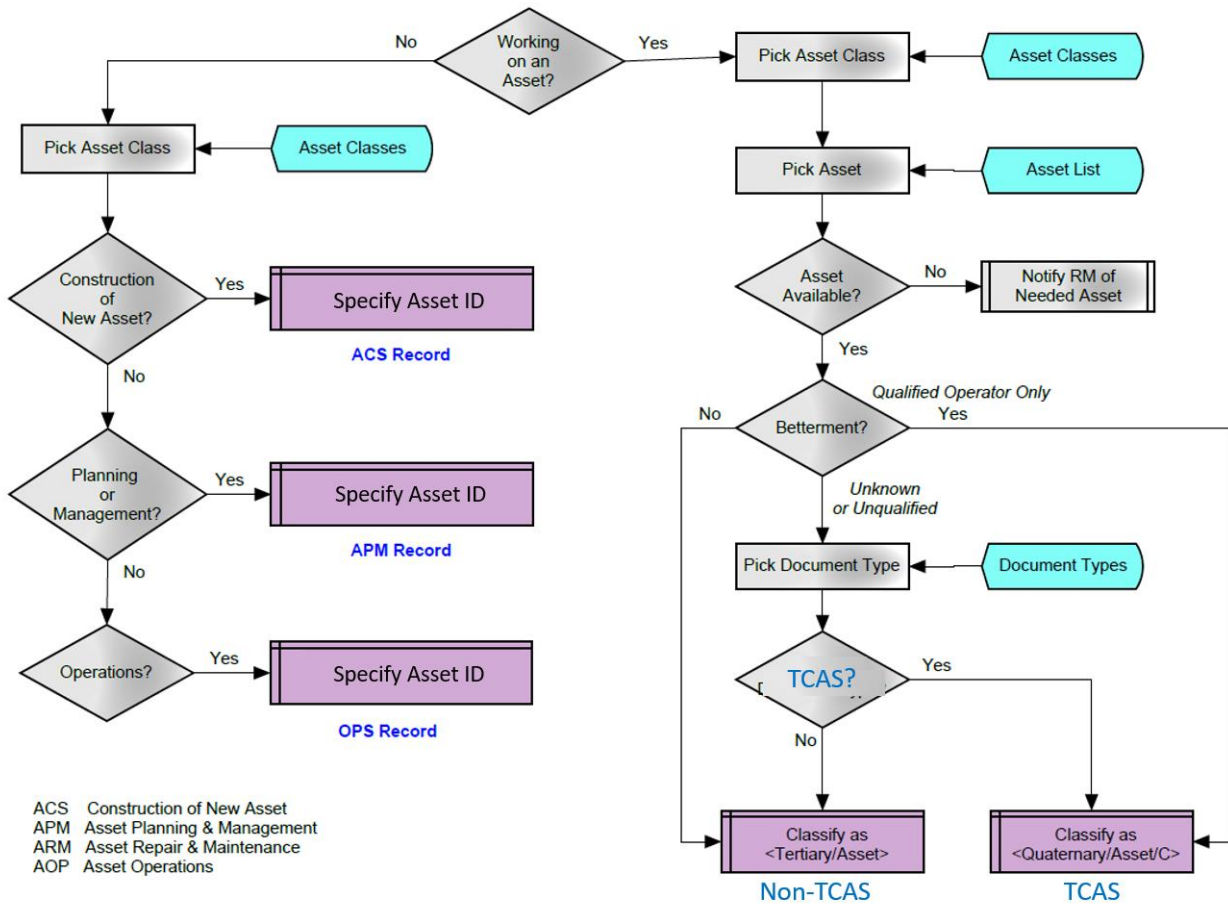 No
Working
on an
Asset?
Yes
Pick Asset Class
Asset Classes
Pick Asset Class
Asset Classes
Pick Asset
Asset List
Construction
of
New Asset?
Yes
Specify Asset ID
ACS Record
No
Asset
Available?
No
Notify RM of
Needed Asset
Yes
Planning
or
Management?
Yes
Specify Asset ID
APM Record
No
No
Betterment?
Qualified Operator Only
Yes
Unknown
or Unqualified
Pick Document Type
Document Types
Operations?
Yes
Specify Asset ID
OPS Record
TCAS?
Yes
No
Classify as
<Tertiary/Asset>
Non-TCAS
Classify as
<Quaternary/Asset/C>
TCAS
ACS Construction of New Asset
APM Asset Planning & Management
ARM Asset Repair & Maintenance
AOP Asset Operations